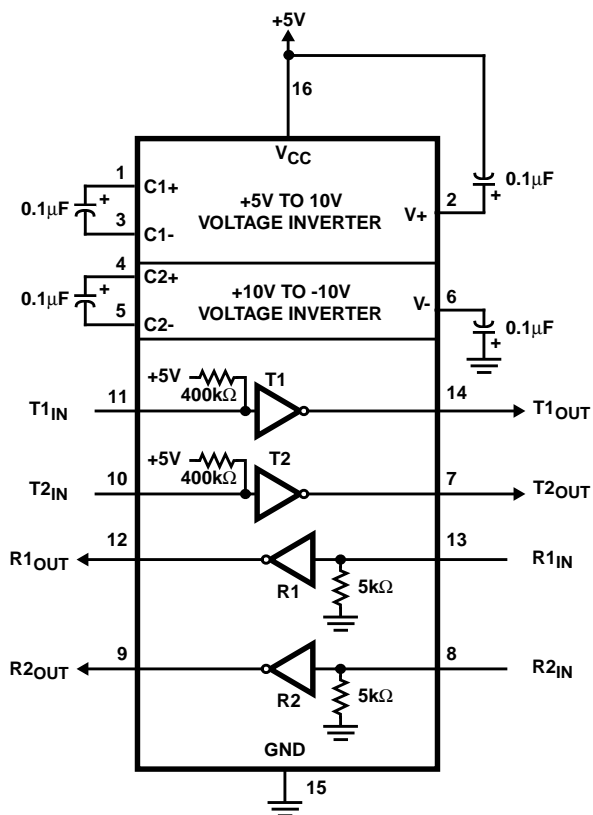 +5V
16
VCC
1
C1+
0.1μF
+
3
C1-
+5V TO 10V
VOLTAGE INVERTER
V+
2
0.1μF
+
4
C2+
0.1μF
+
5
C2-
+10V TO -10V
VOLTAGE INVERTER
V-
6
0.1μF
+
T1IN
11
+5V
400kΩ
T1
14
T1OUT
T2IN
10
+5V
400kΩ
T2
7
T2OUT
R1OUT
12
R1
5kΩ
13
R1IN
R2OUT
9
R2
5kΩ
8
R2IN
GND
15